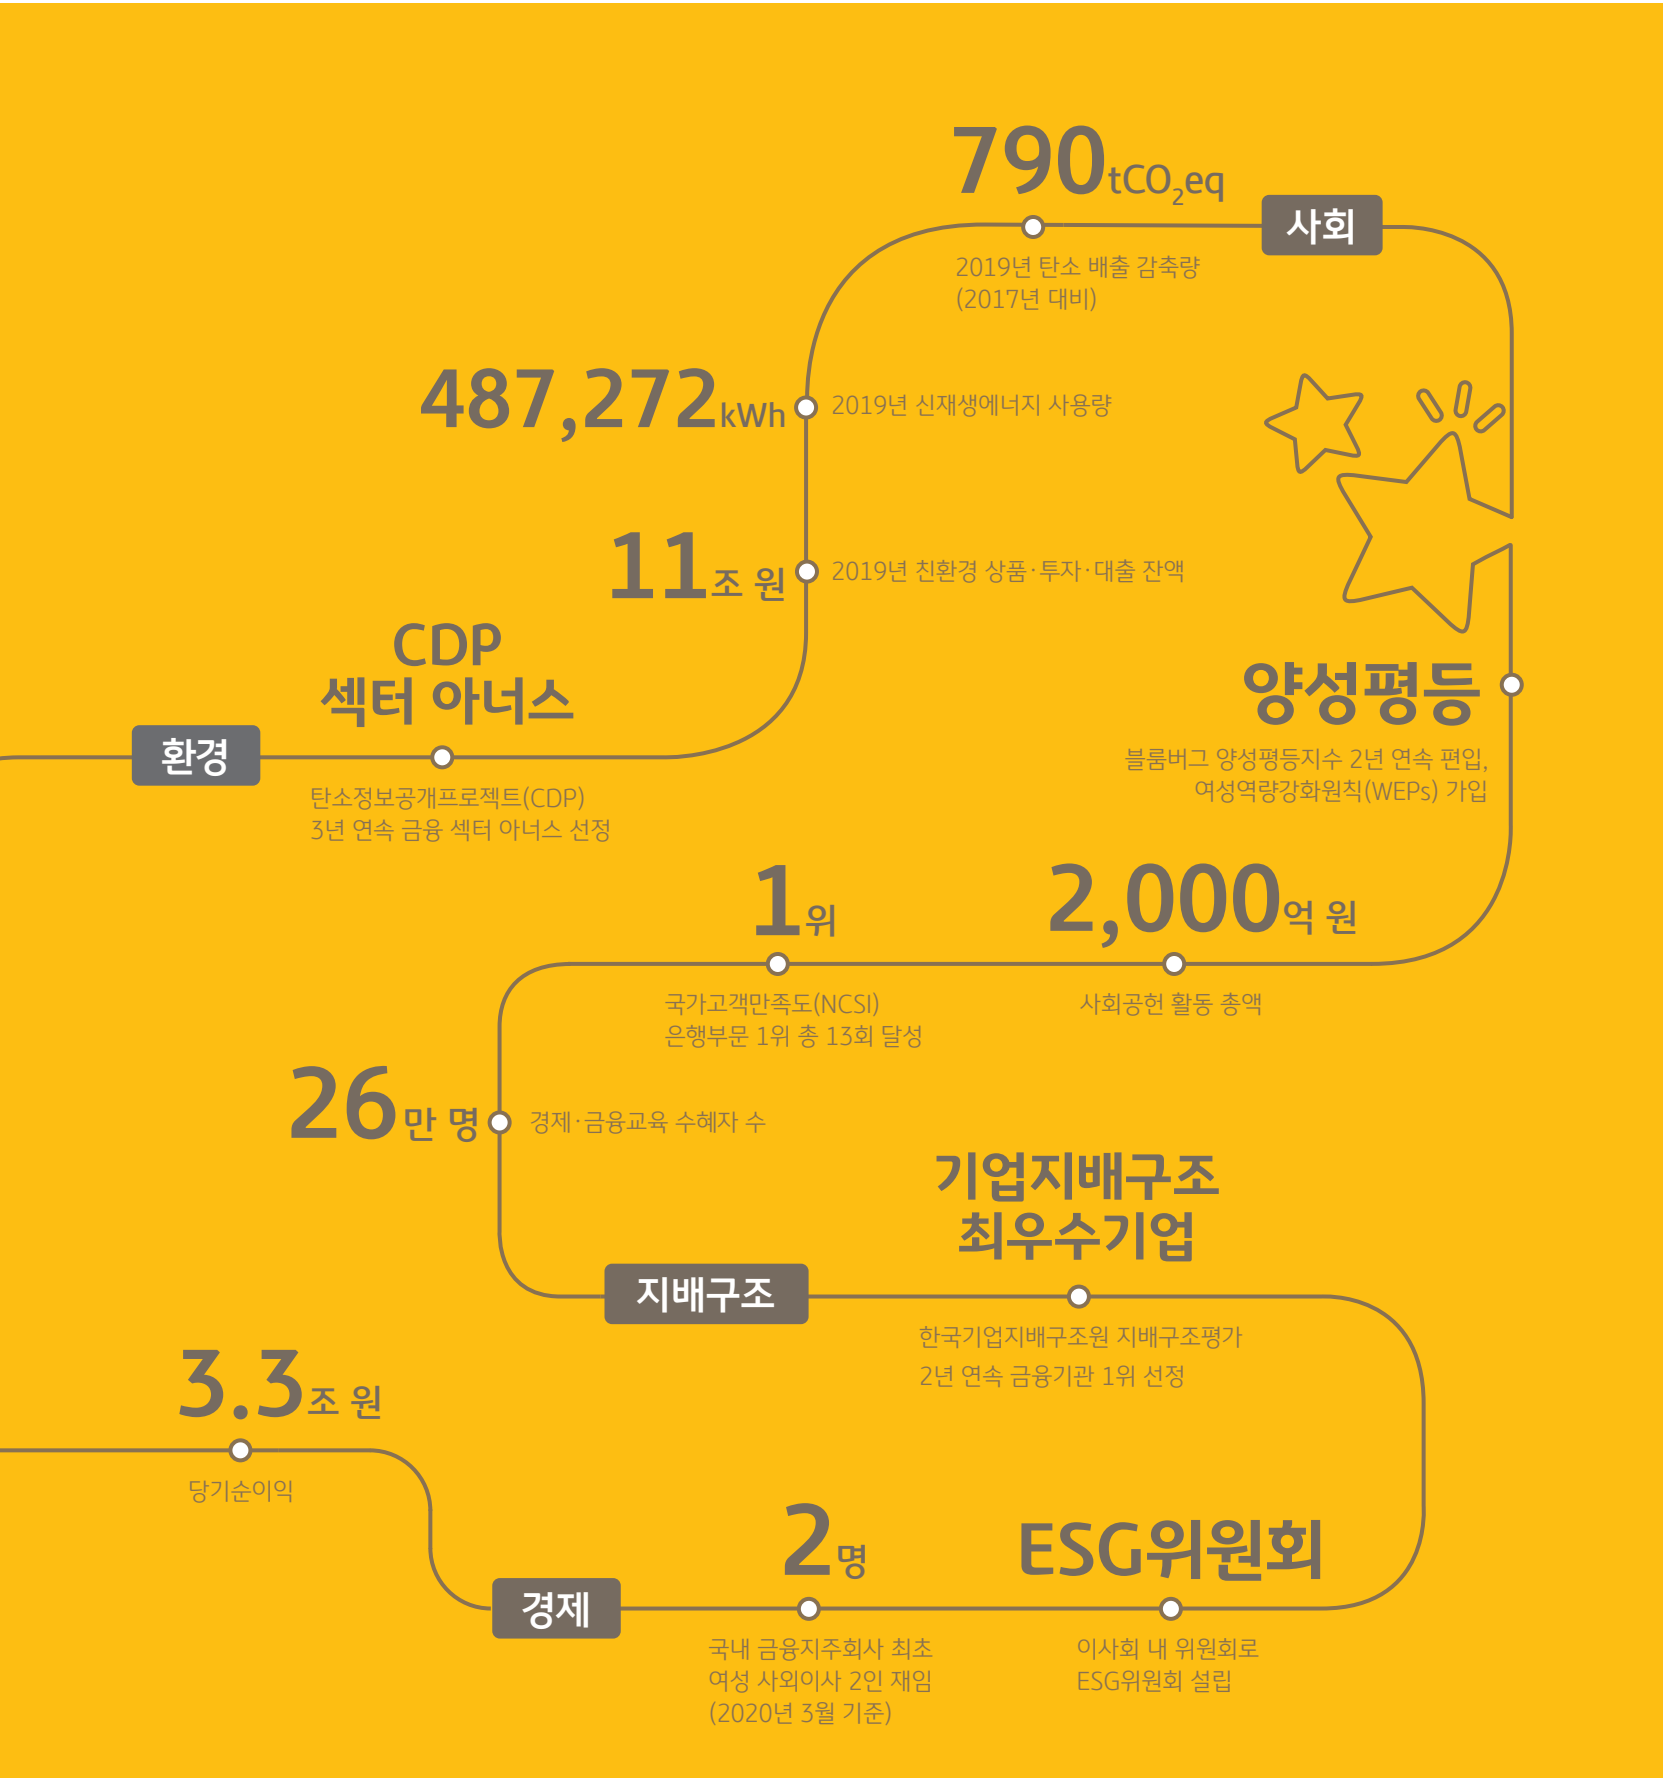 환경
CDP
섹터 아너스
탄소정보공개프로젝트(CDP)
3년 연속 금융 섹터 아너스 선정
11조 원
2019년 친환경 상품·투자·대출 잔액
487,272kWh
2019년 신재생에너지 사용량
790tCO₂eq
2019년 탄소 배출 감축량
(2017년 대비)
사회
양성평등
블룸버그 양성평등지수 2년 연속 편입,
여성역량강화원칙(WEPs) 가입
2,000억 원
사회공헌 활동 총액
1위
국가고객만족도(NCSI)
은행부문 1위 총 13회 달성
26만 명
경제·금융교육 수혜자 수
지배구조
기업지배구조
최우수기업
한국기업지배구조원 지배구조평가
2년 연속 금융기관 1위 선정
ESG위원회
이사회 내 위원회로
ESG위원회 설립
2명
국내 금융지주회사 최초
여성 사외이사 2인 재임
(2020년 3월 기준)
경제
3.3조 원
당기순이익